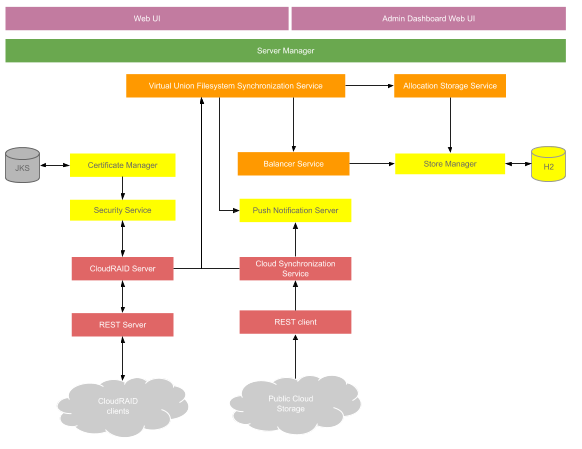 Web UI
Admin Dashboard Web UI
Server Manager
Virtual Union Filesystem Synchronization Service
Allocation Storage Service
JKS
Certificate Manager
Balancer Service
Store Manager
H2
Security Service
Push Notification Server
CloudRAID Server
Cloud Synchronization
Service
REST Server
REST client
CloudRAID
clients
Public Cloud
Storage